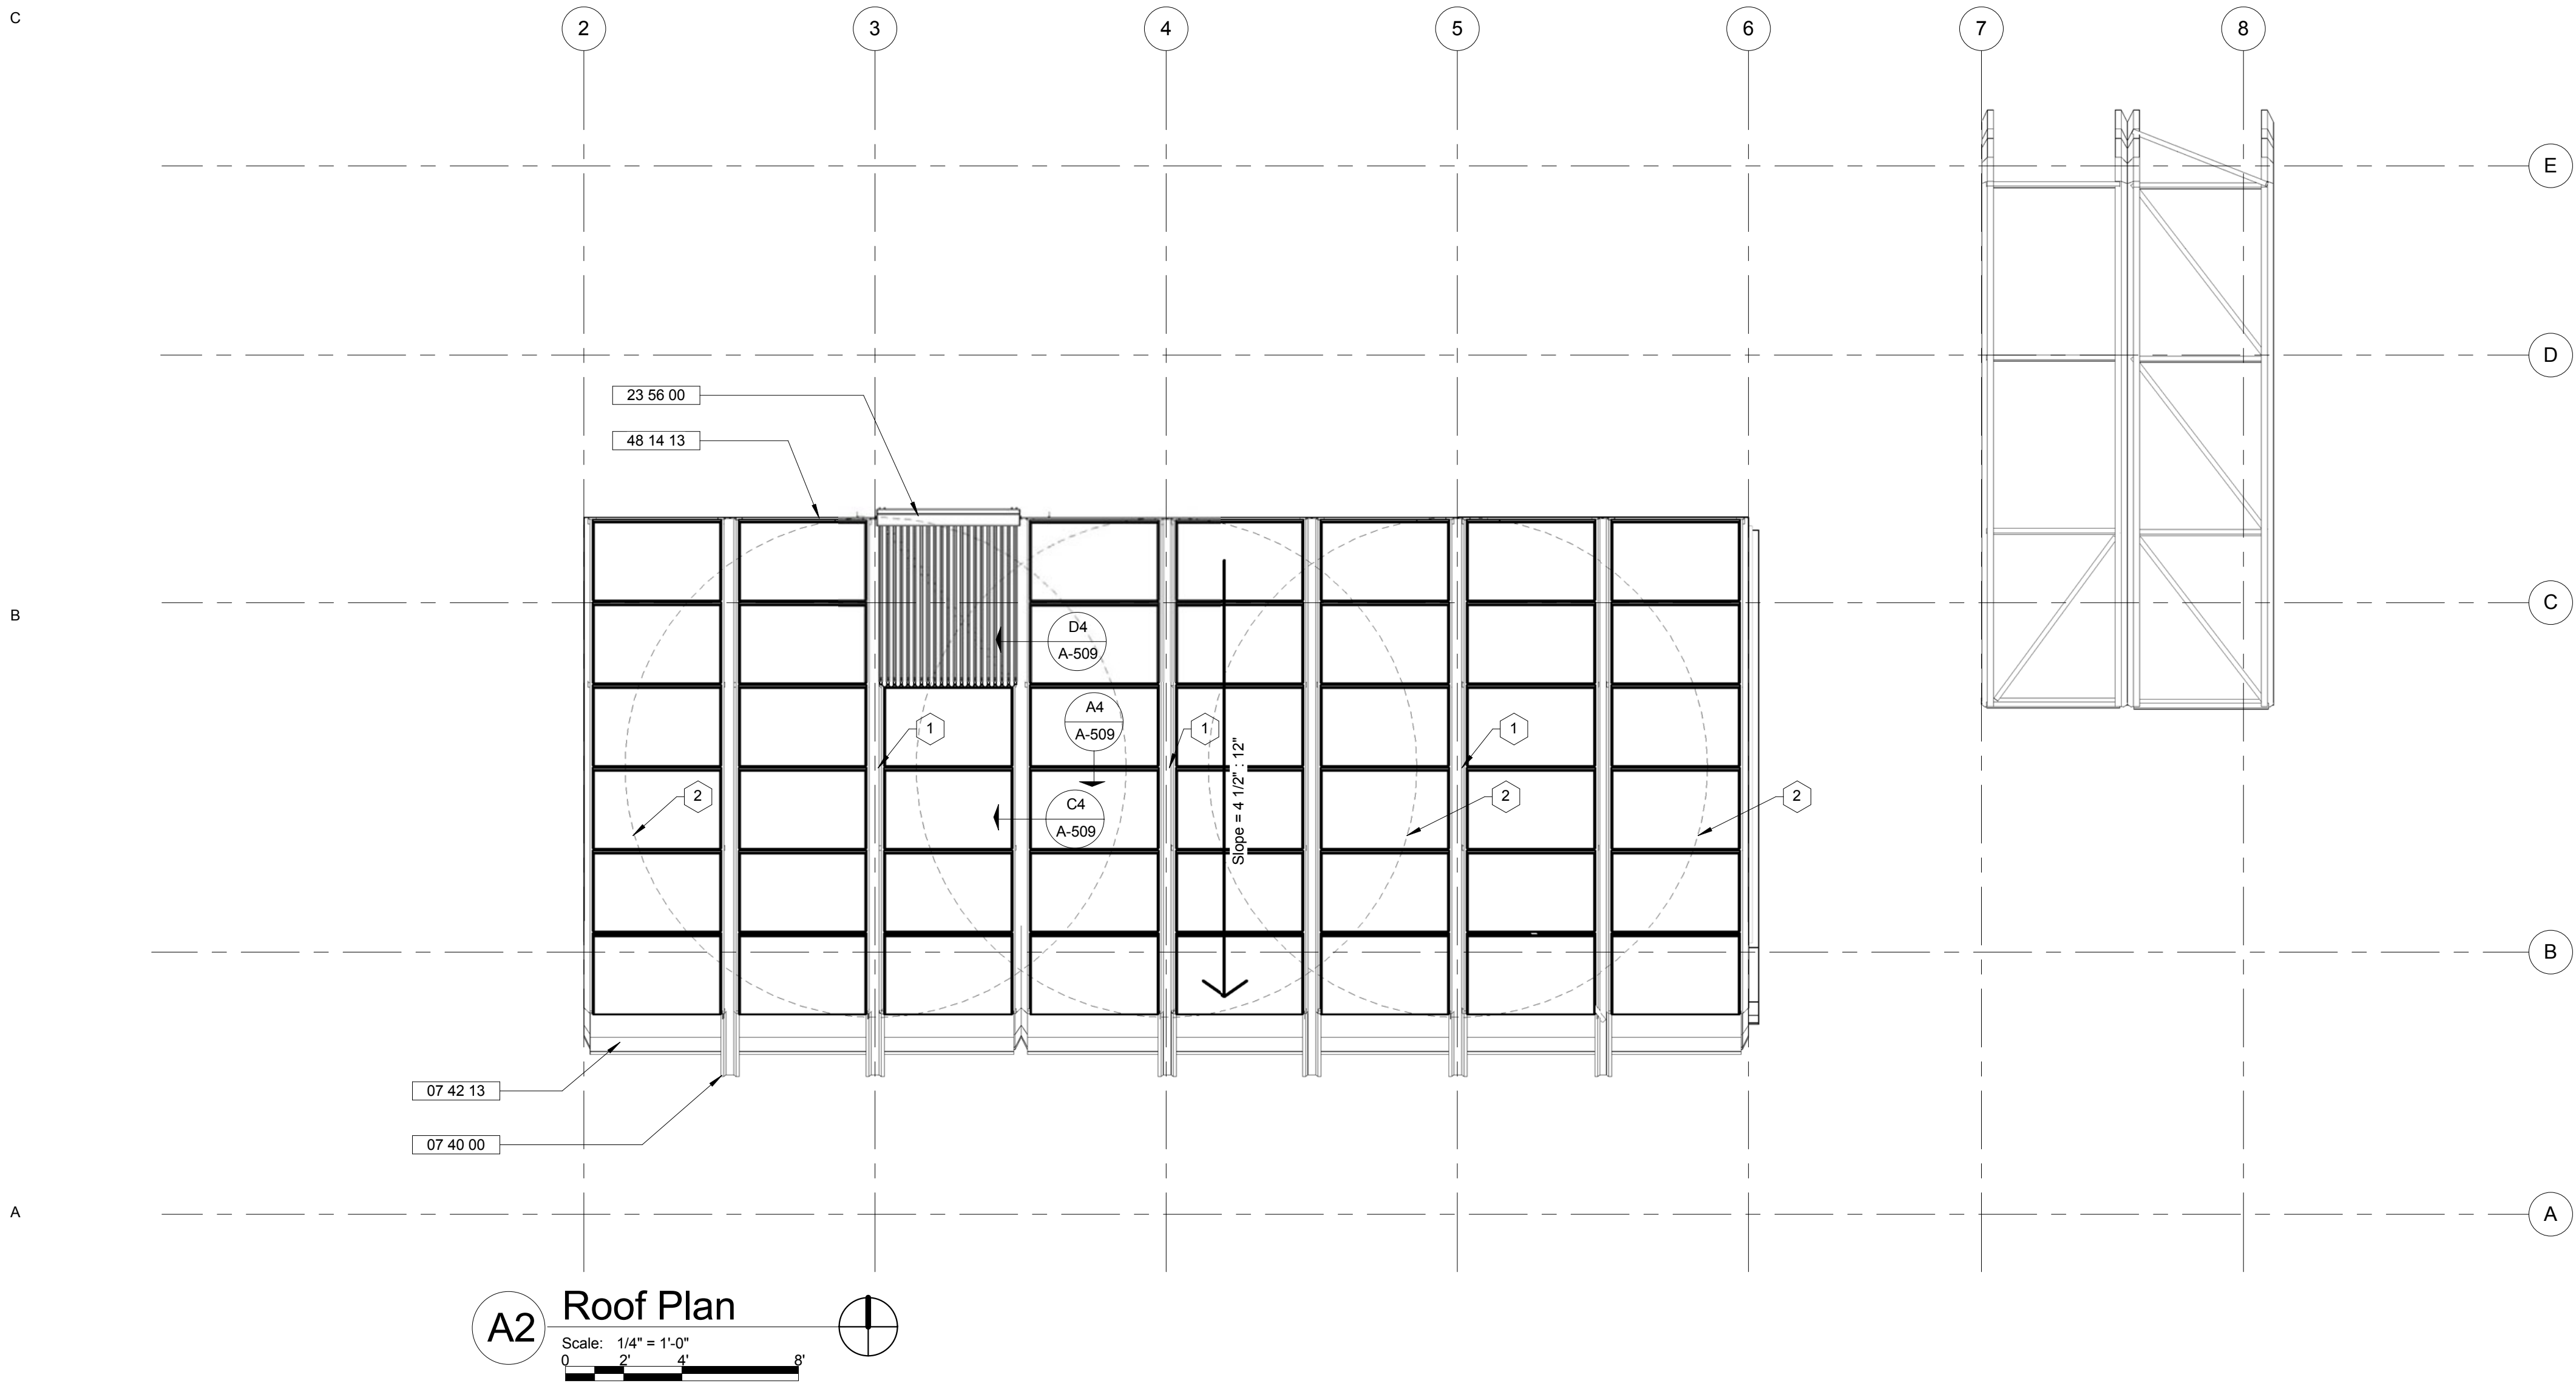 C
2
3
4
5
6
7
8
E
D
23 56 00
48 14 13
C
B
D4
A-509
A4
A-509
1
1
1
Slope = 4 1/2" : 12"
2
2
2
C4
A-509
B
07 42 13
07 40 00
A
A
A2
Roof Plan
Scale: 1/4" = 1'-0"
0 2' 4' 8'